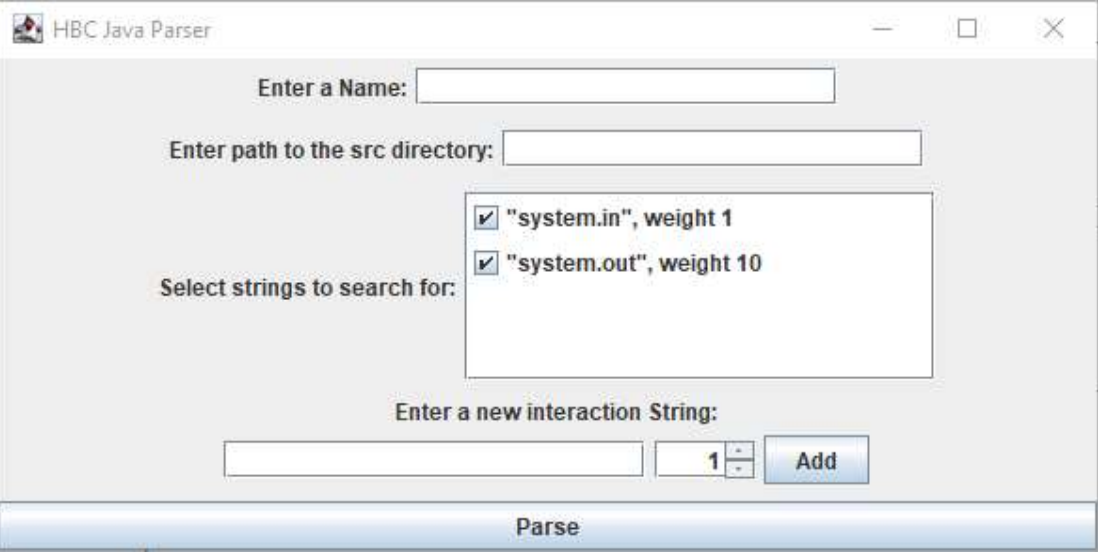 HBC Java Parser
Enter a Name:
Enter path to the src directory:
Select strings to search for:
"system.in", weight 1
"system.out", weight 10
Enter a new interaction String:
1 Add
Parse